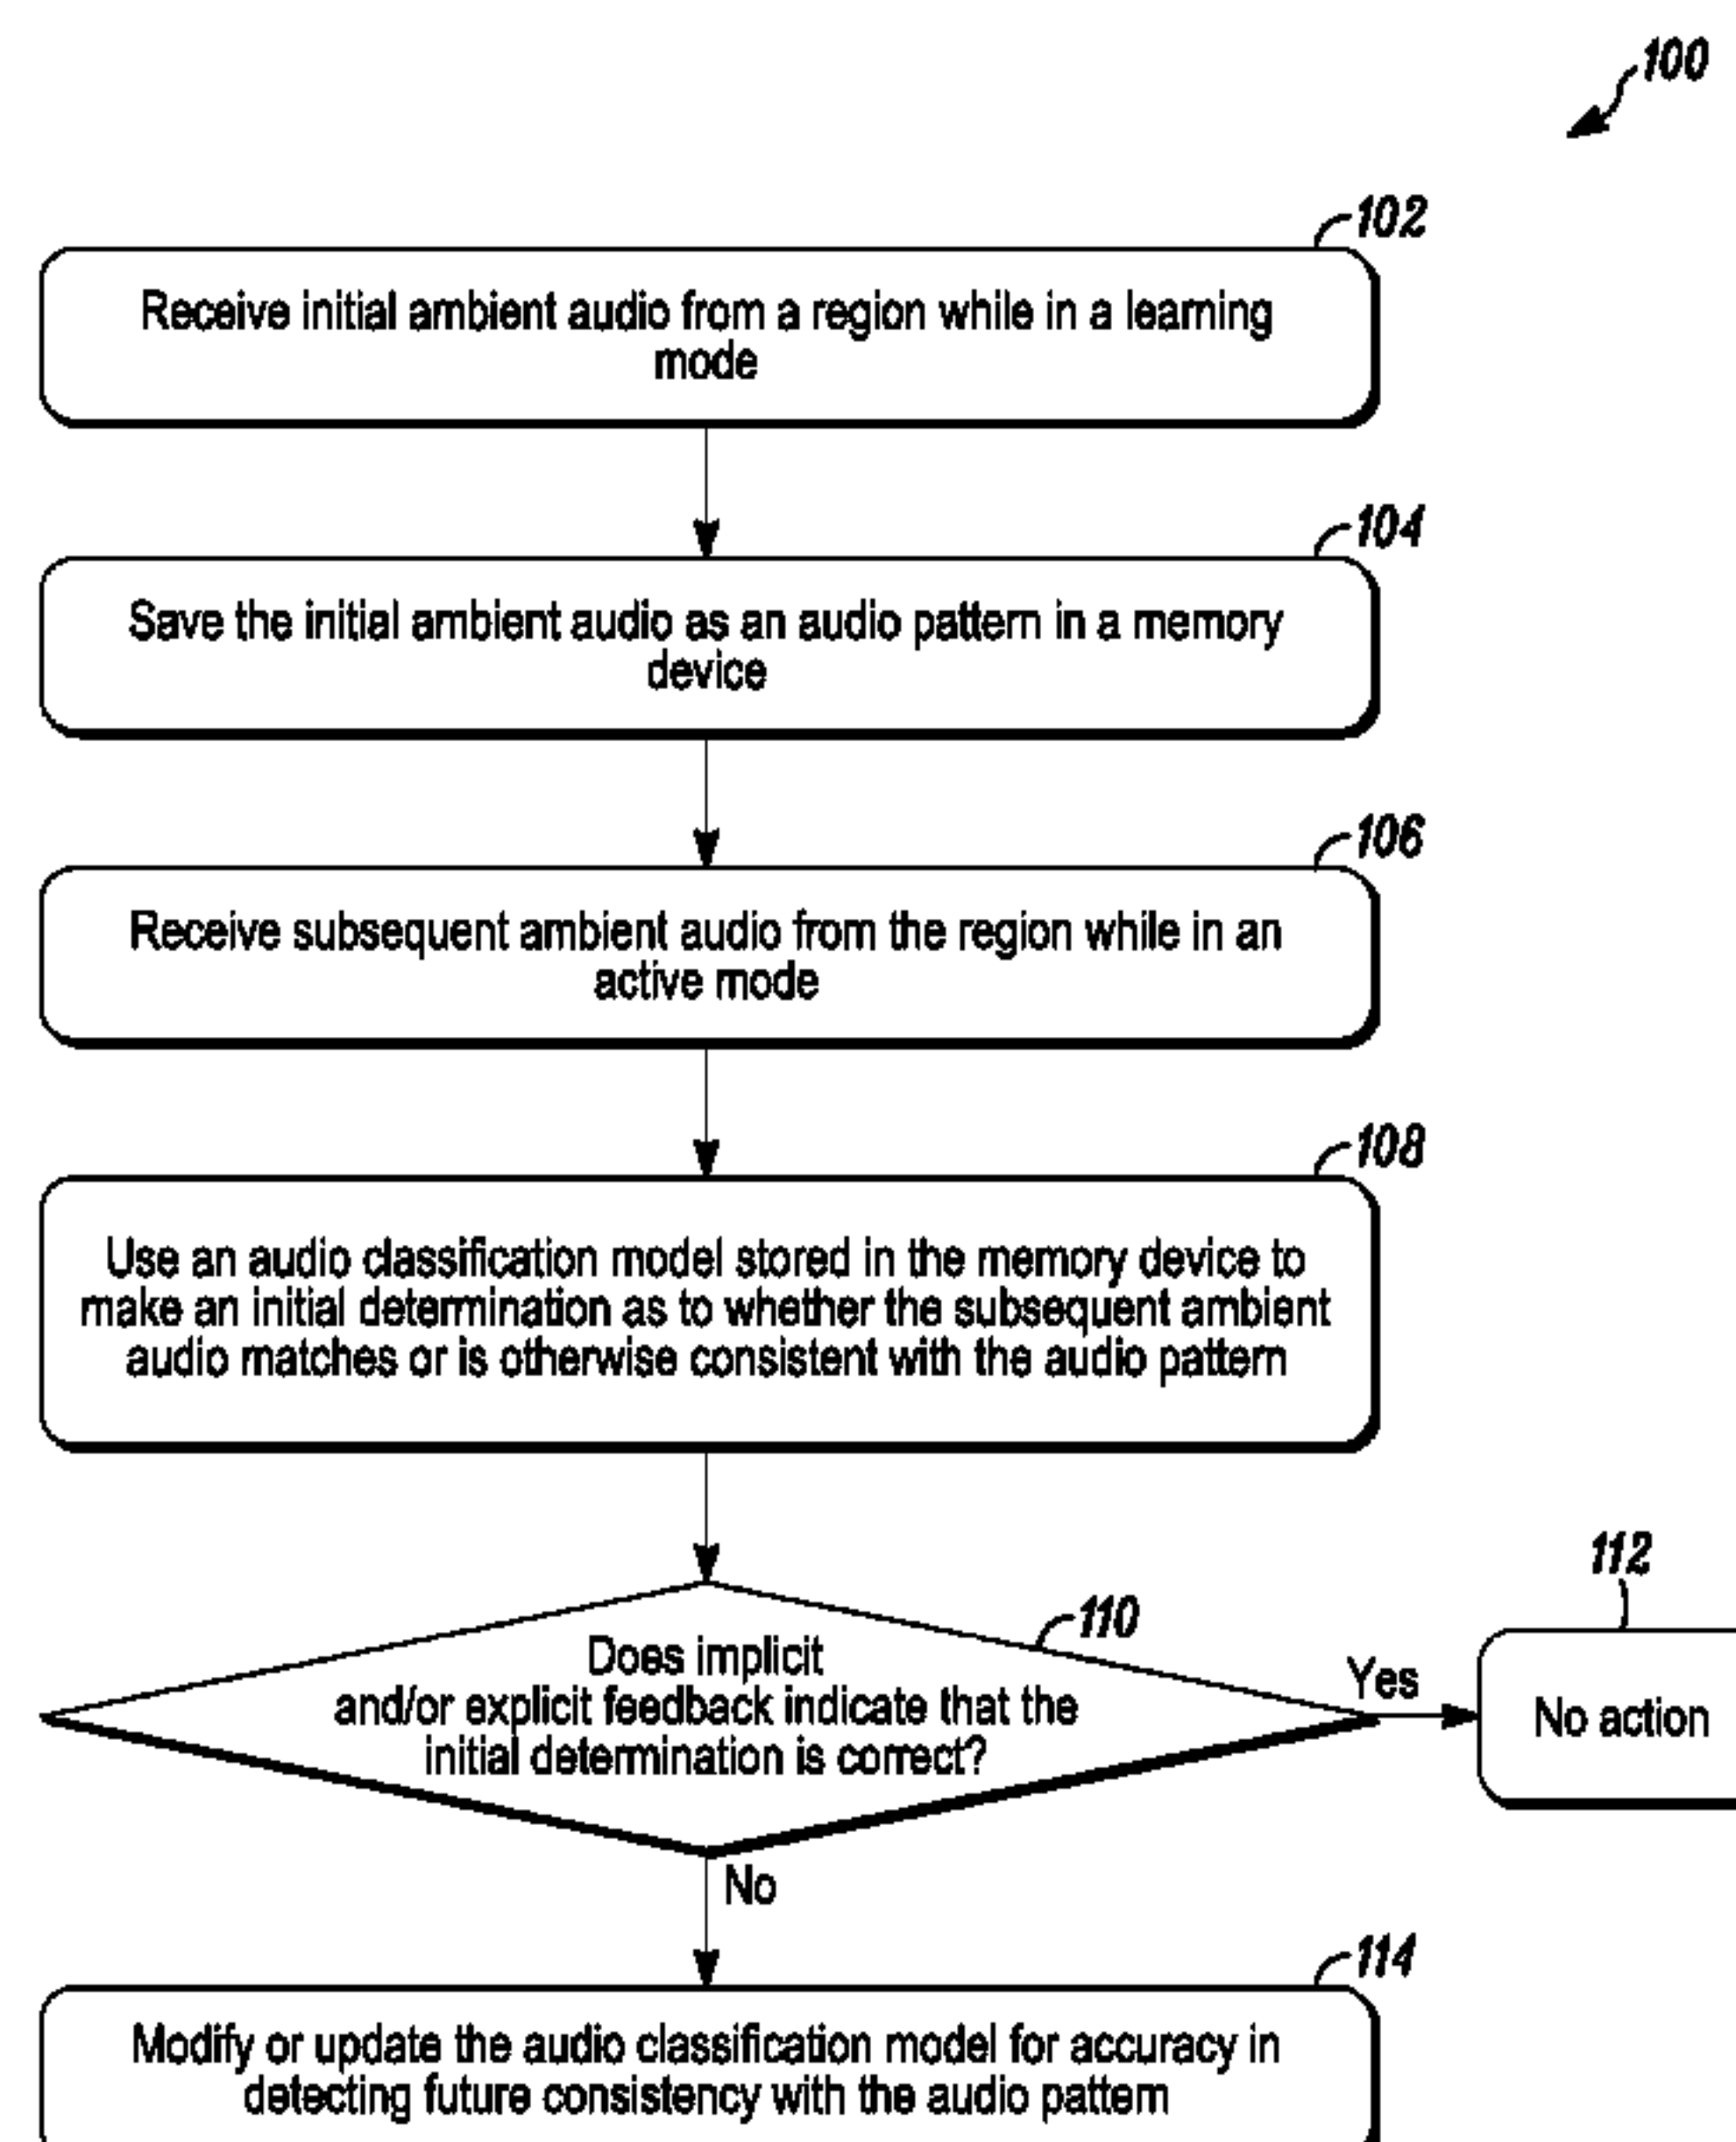 100
102
Receive initial ambient audio from a region while in a learning
mode
104
Save the initial ambient audio as an audio pattern in a memory
device
106
Receive subsequent ambient audio from the region while in an
active mode
108
Use an audio classification model stored in the memory device to
make an initial determination as to whether the subsequent ambient
audio matches or is otherwise consistent with the audio pattern
110
Does implicit
and/or explicit feedback indicate that the
initial determination is correct?
Yes
112
No action
No
114
Modify or update the audio classification model for accuracy in
detecting future consistency with the audio pattern